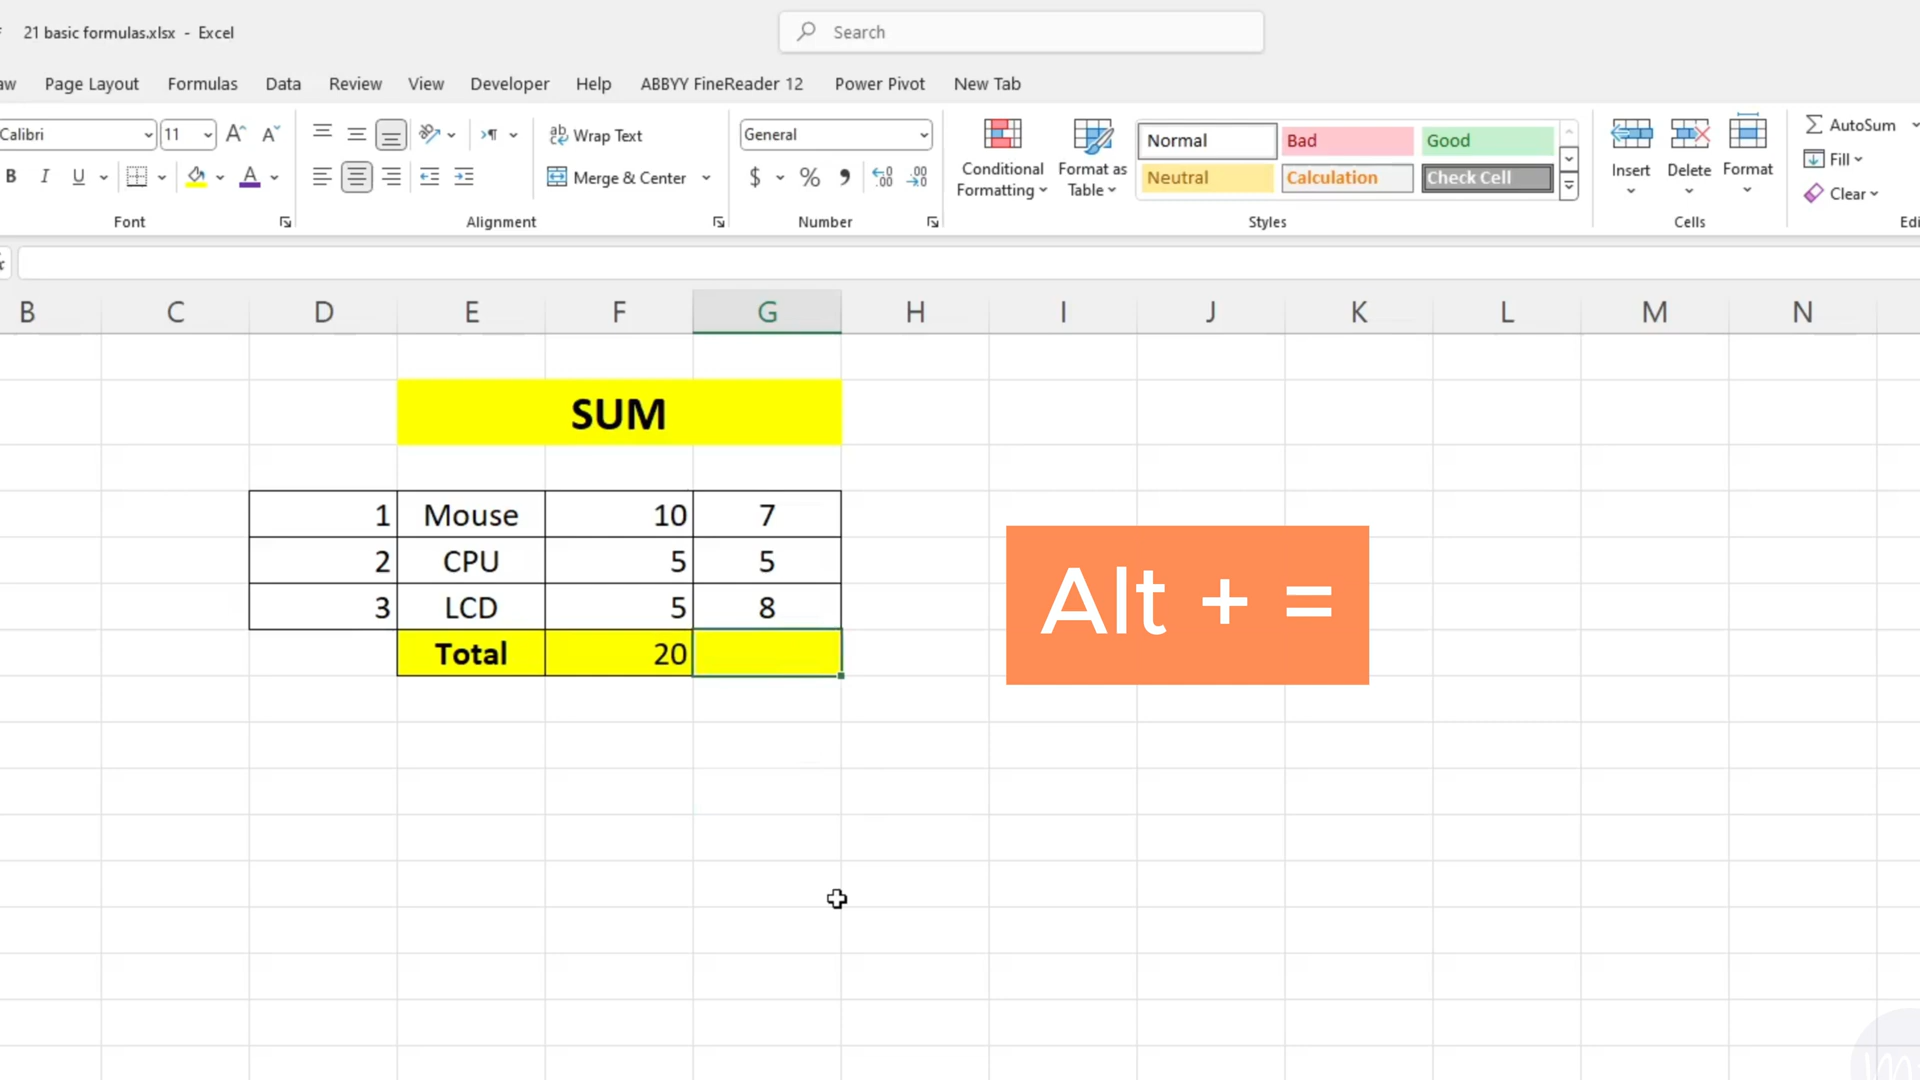 21 basic formulas.xlsx - Excel
Search
Page Layout Formulas Data Review View Developer Help ABBYY FineReader 12 Power Pivot New Tab
Calibri 11 Wrap Text General Normal Bad Good AutoSum
Conditional Formatting Format as Table Insert Delete Format
B I U Merge & Center $ % Neutral Calculation Check Cell Fill
Clear
Font Alignment Number Styles Cells
B C D E F G H I J K L M N
SUM
1 Mouse 10 7
2 CPU 5 5
3 LCD 5 8
Total 20
Alt + =